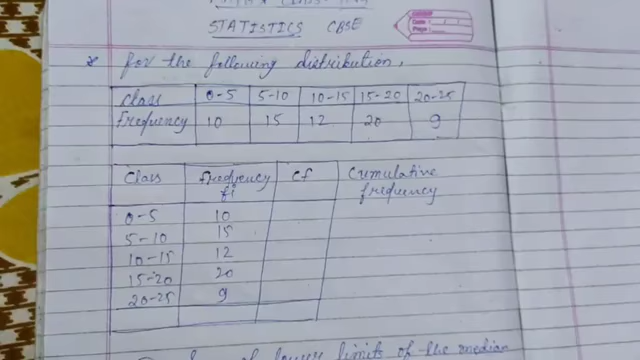 STATISTICS CBSE
Date : / /
Page :
* for the following distribution,
Class 0-5 5-10 10-15 15-20 20-25
Frequency 10 15 12 20 9
Class Frequency fi Cf Cumulative frequency
0-5 10
5-10 15
10-15 12
15-20 20
20-25 9
of lower limits of the median